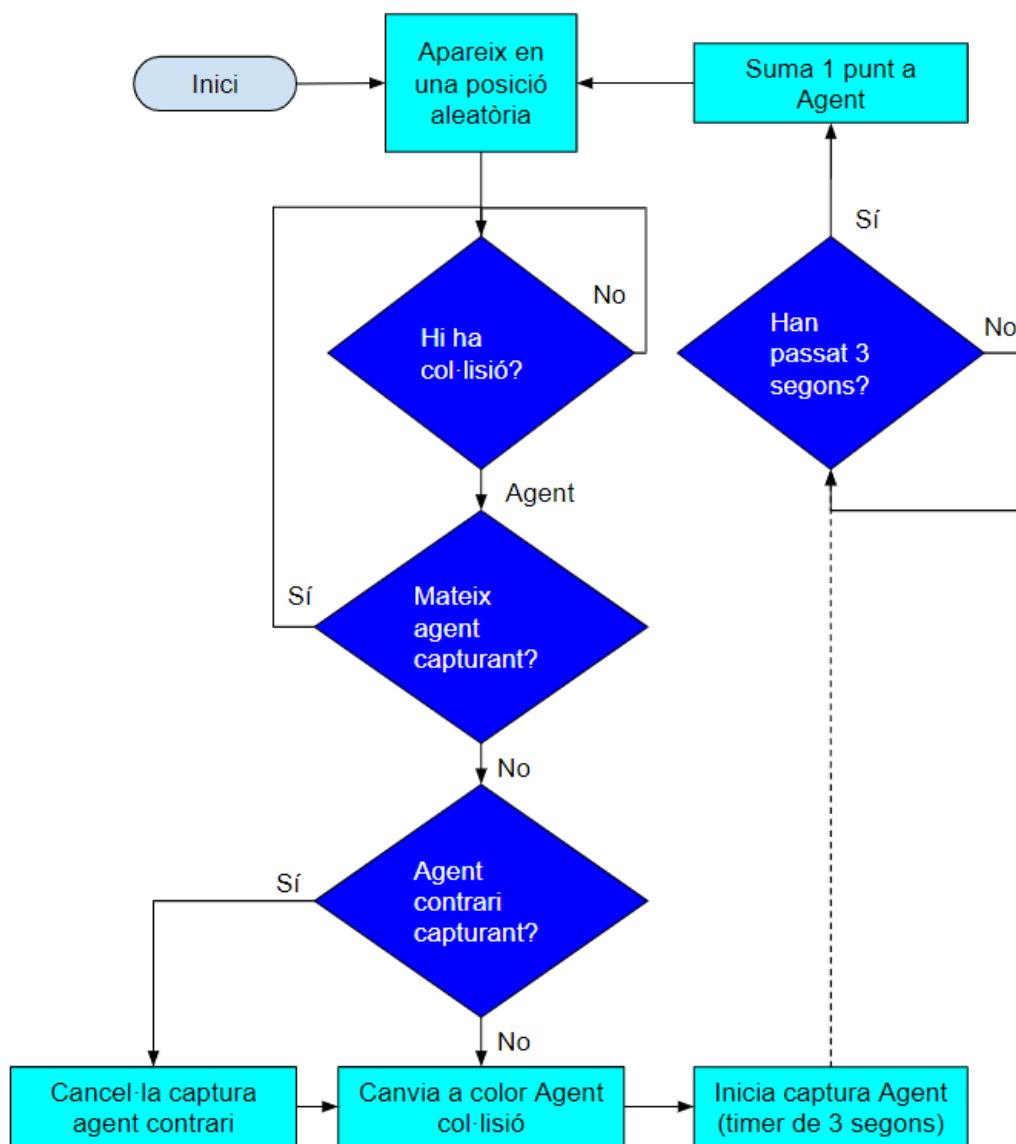 Inici
Apareix en
una posició
aleatòria
Suma 1 punt a
Agent
Sí
Hi ha
col·lisió?
No
Han
passat 3
segons?
No
Agent
Sí
Mateix
agent
capturant?
No
Sí
Agent
contrari
capturant?
No
Cancel·la captura
agent contrari
Canvia a color Agent
col·lisió
Inicia captura Agent
(timer de 3 segons)